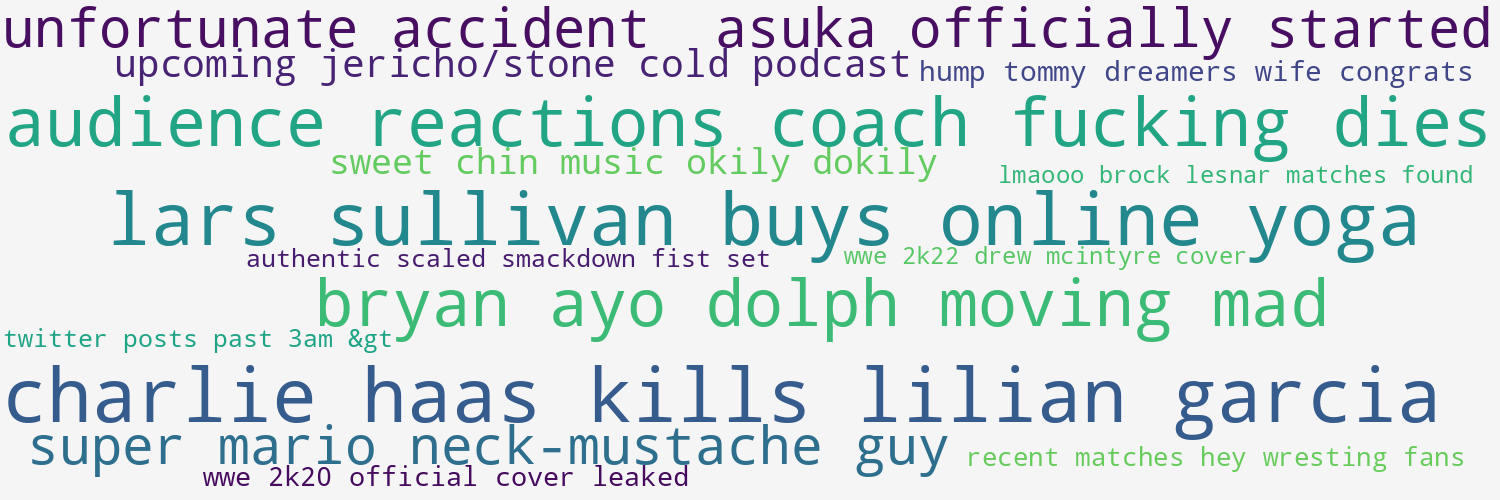 unfortunate accident asuka officially started
upcoming jericho/stone cold podcast
hump tommy dreamers wife congrats
audience reactions coach fucking dies
sweet chin music okily dokily
lmaooo brock lesnar matches found
lars sullivan buys online yoga
authentic scaled smackdown fist set
wwe 2k22 drew mcintyre cover
bryan ayo dolph moving mad
twitter posts past 3am &gt
charlie haas kills lilian garcia
super mario neck-mustache guy
recent matches hey wresting fans
wwe 2k20 official cover leaked